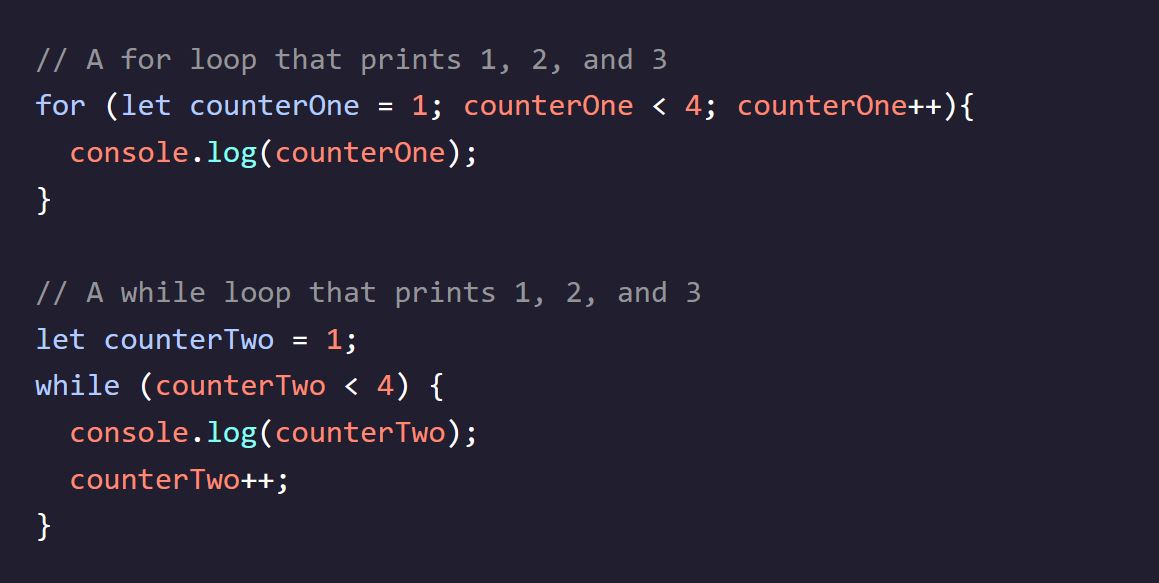 // A for loop that prints 1, 2, and 3
for (let counterOne = 1; counterOne < 4; counterOne++){
  console.log(counterOne);
}

// A while loop that prints 1, 2, and 3
let counterTwo = 1;
while (counterTwo < 4) {
  console.log(counterTwo);
  counterTwo++;
}